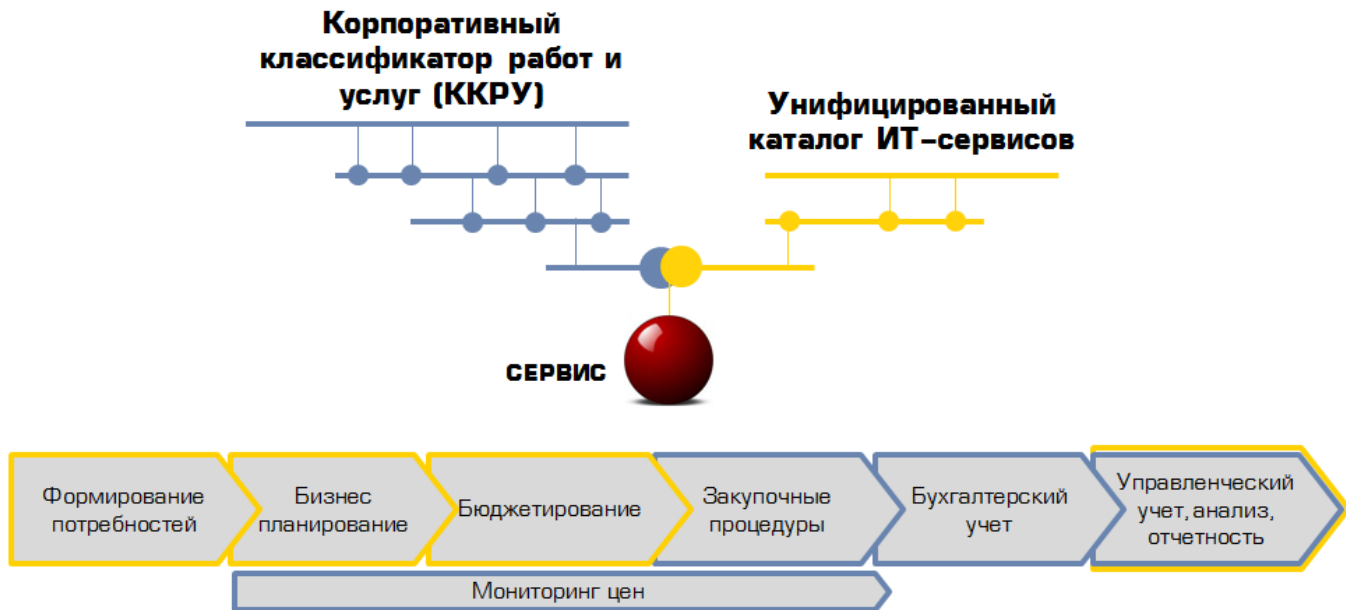 Корпоративный
классификатор работ и
услуг (ККРУ)
Унифицированный
каталог ИТ-сервисов
СЕРВИС
Формирование
потребностей
Бизнес
планирование
Бюджетирование
Закупочные
процедуры
Бухгалтерский
учет
Управленческий
учет, анализ,
отчетность
Мониторинг цен